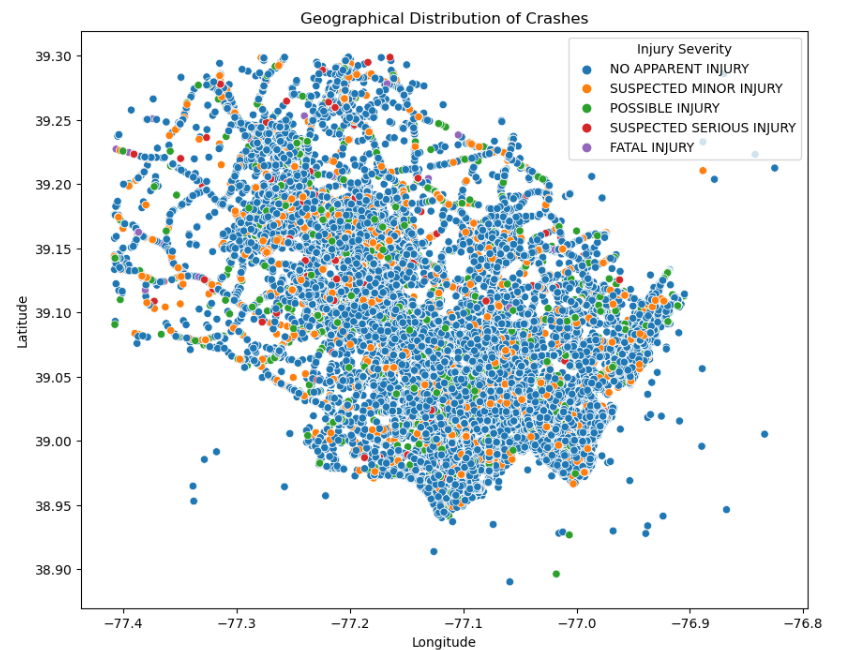 Geographical Distribution of Crashes
Injury Severity
NO APPARENT INJURY
SUSPECTED MINOR INJURY
POSSIBLE INJURY
SUSPECTED SERIOUS INJURY
FATAL INJURY
39.30
39.25
39.20
39.15
39.10
39.05
39.00
38.95
38.90
Latitude
−77.4 −77.3 −77.2 −77.1 −77.0 −76.9 −76.8
Longitude